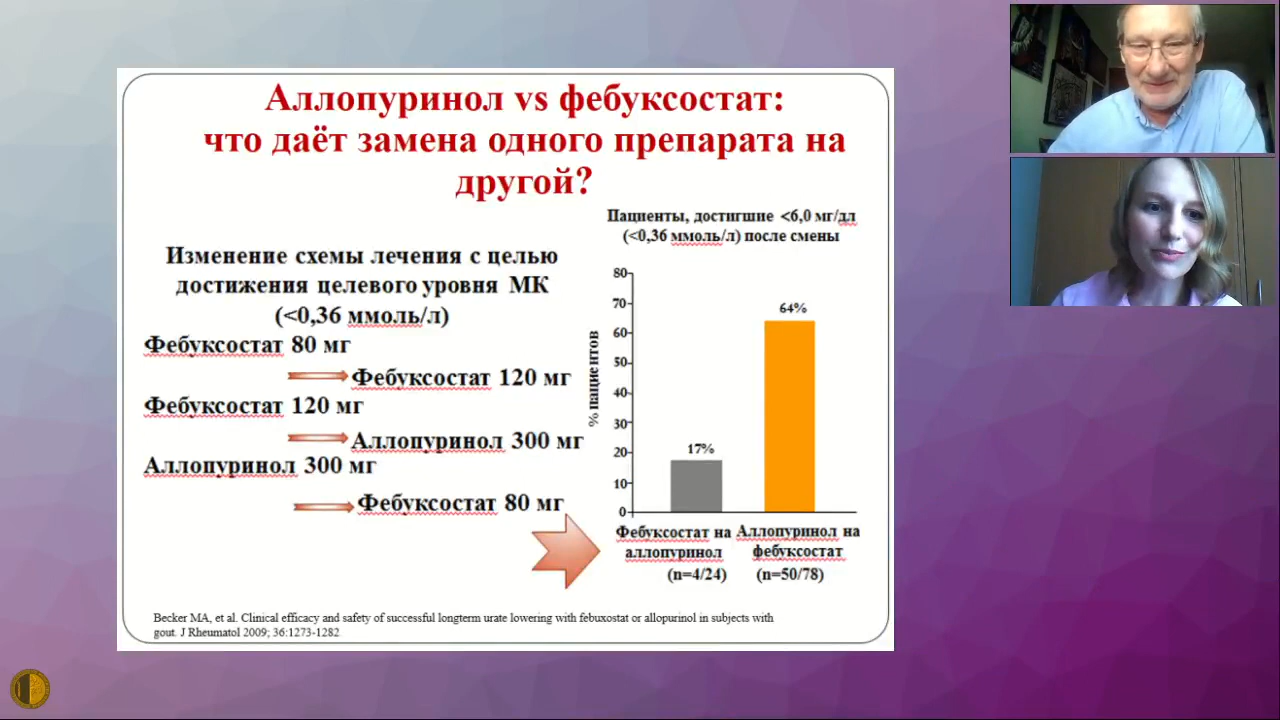 Аллопуринол vs фебуксостат:
что даёт замена одного препарата на
другой?
Изменение схемы лечения с целью
достижения целевого уровня МК
(<0,36 ммоль/л)
Фебуксостат 80 мг
Фебуксостат 120 мг
Фебуксостат 120 мг
Аллопуринол 300 мг
Аллопуринол 300 мг
Фебуксостат 80 мг
Пациенты, достигшие <6,0 мг/дл
(<0,36 ммоль/л) после смены
% пациентов
80
70
60
50
40
30
20
10
0
17%
64%
Фебуксостат на
аллопуринол
(n=4/24)
Аллопуринол на
фебуксостат
(n=50/78)
Becker MA, et al. Clinical efficacy and safety of successful longterm urate lowering with febuxostat or allopurinol in subjects with
gout. J Rheumatol 2009; 36:1273-1282